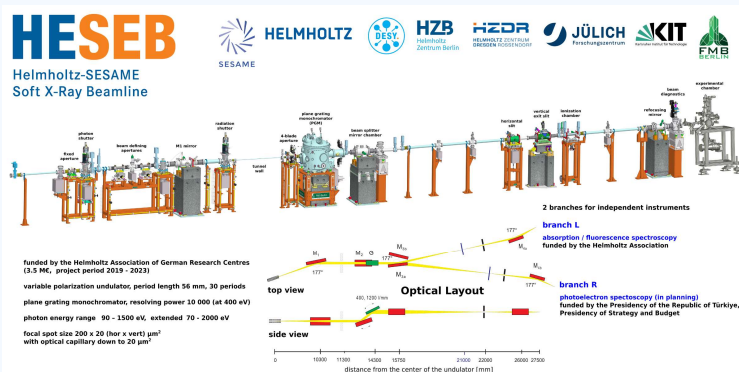 HESEB
Helmholtz-SESAME
Soft X-Ray Beamline
SESAME
HELMHOLTZ
DESY.
HZB
Helmholtz
Zentrum Berlin
HZDR
HELMHOLTZ ZENTRUM
DRESDEN ROSSENDORF
JÜLICH
Forschungszentrum
KIT
Karlsruher Institut für Technologie
FMB
BERLIN
fixed
aperture
photon
shutter
beam defining
apertures
M1 mirror
radiation
shutter
tunnel
wall
4-blade
aperture
plane grating
monochromator
(PGM)
beam splitter
mirror chamber
horizontal
slit
vertical
exit slit
ionization
chamber
refocusing
mirror
beam
diagnostics
experimental
chamber
2 branches for independent instruments
branch L
absorption / fluorescence spectroscopy
funded by the Helmholtz Association
branch R
photoelectron spectroscopy (in planning)
funded by the Presidency of the Republic of Türkiye,
Presidency of Strategy and Budget
funded by the Helmholtz Association of German Research Centres
(3.5 M€, project period 2019 - 2023)
variable polarization undulator, period length 56 mm, 30 periods
plane grating monochromator, resolving power 10 000 (at 400 eV)
photon energy range 90 – 1500 eV, extended 70 - 2000 eV
focal spot size 200 x 20 (hor x vert) µm²
with optical capillary down to 20 µm²
top view
M₁
177°
M₂
G
177°
177°
177°
Optical Layout
400, 1200 l/mm
side view
0
10300
11300
14300
15750
21000
22000
26000
27500
distance from the center of the undulator [mm]